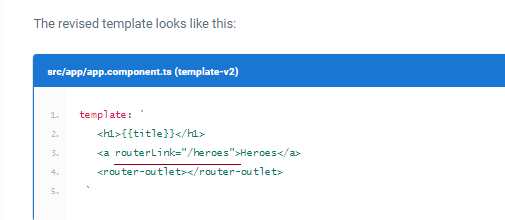 The revised template looks like this:
src/app/app.component.ts (template-v2)
1. template: `
2. <h1>{{title}}</h1>
3. <a routerLink="/heroes">Heroes</a>
4. <router-outlet></router-outlet>
5. `